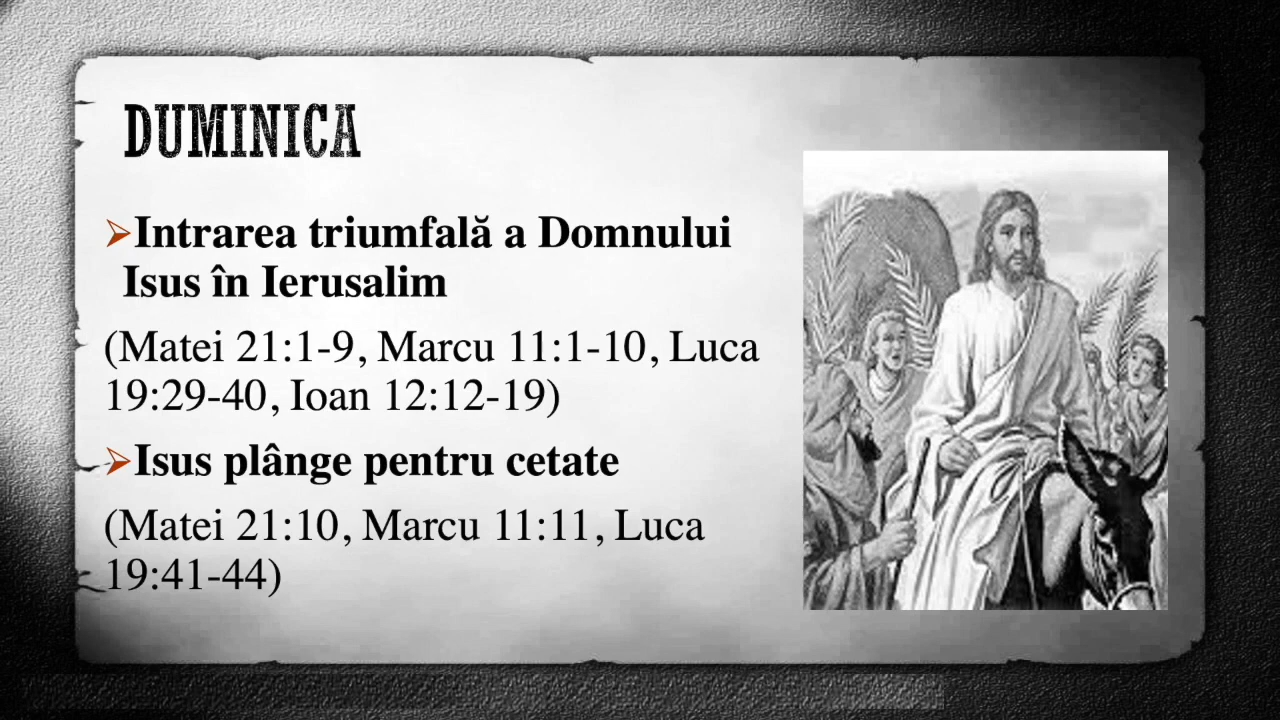 DUMINICA
➢Intrarea triumfală a Domnului
Isus în Ierusalim
(Matei 21:1-9, Marcu 11:1-10, Luca
19:29-40, Ioan 12:12-19)
➢Isus plânge pentru cetate
(Matei 21:10, Marcu 11:11, Luca
19:41-44)